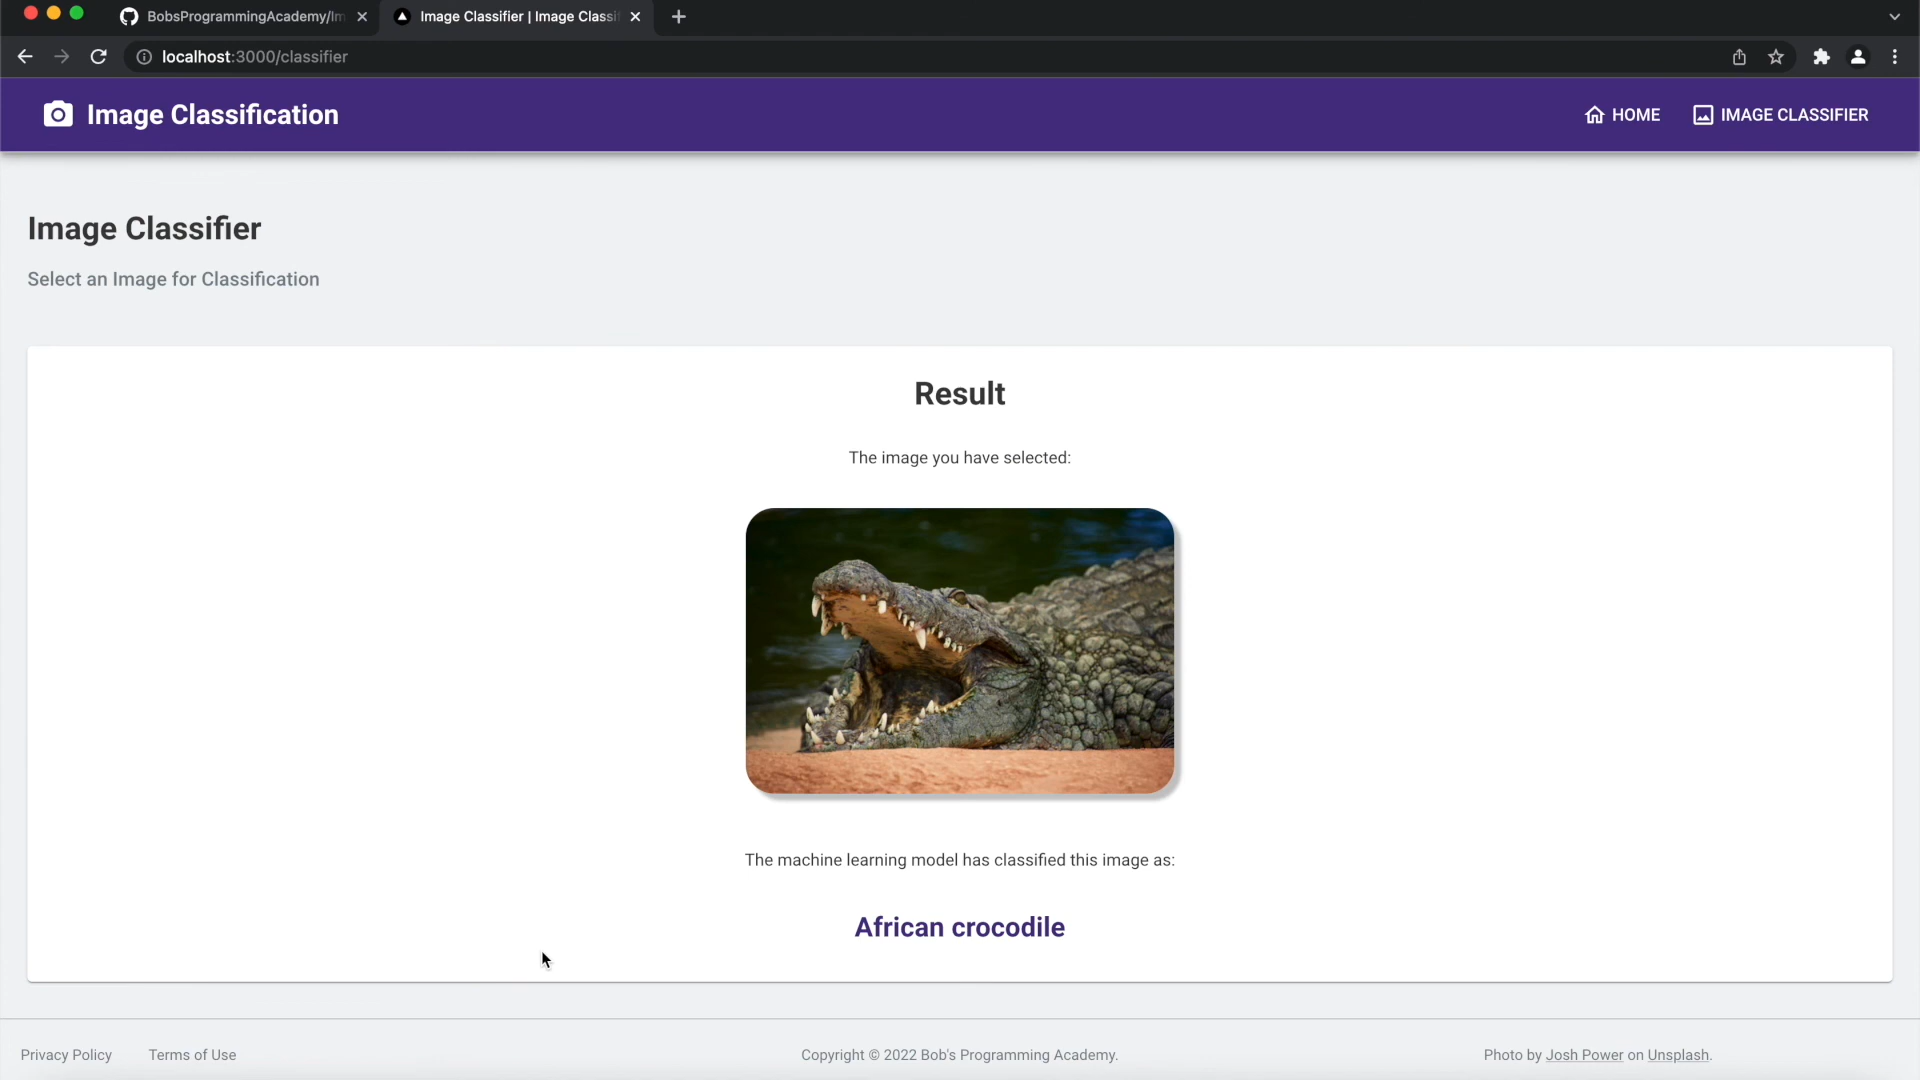 BobsProgrammingAcademy/Im
Image Classifier | Image Classif
localhost:3000/classifier
Image Classification
HOME
IMAGE CLASSIFIER
Image Classifier
Select an Image for Classification
Result
The image you have selected:
The machine learning model has classified this image as:
African crocodile
Privacy Policy
Terms of Use
Copyright © 2022 Bob's Programming Academy.
Photo by Josh Power on Unsplash.